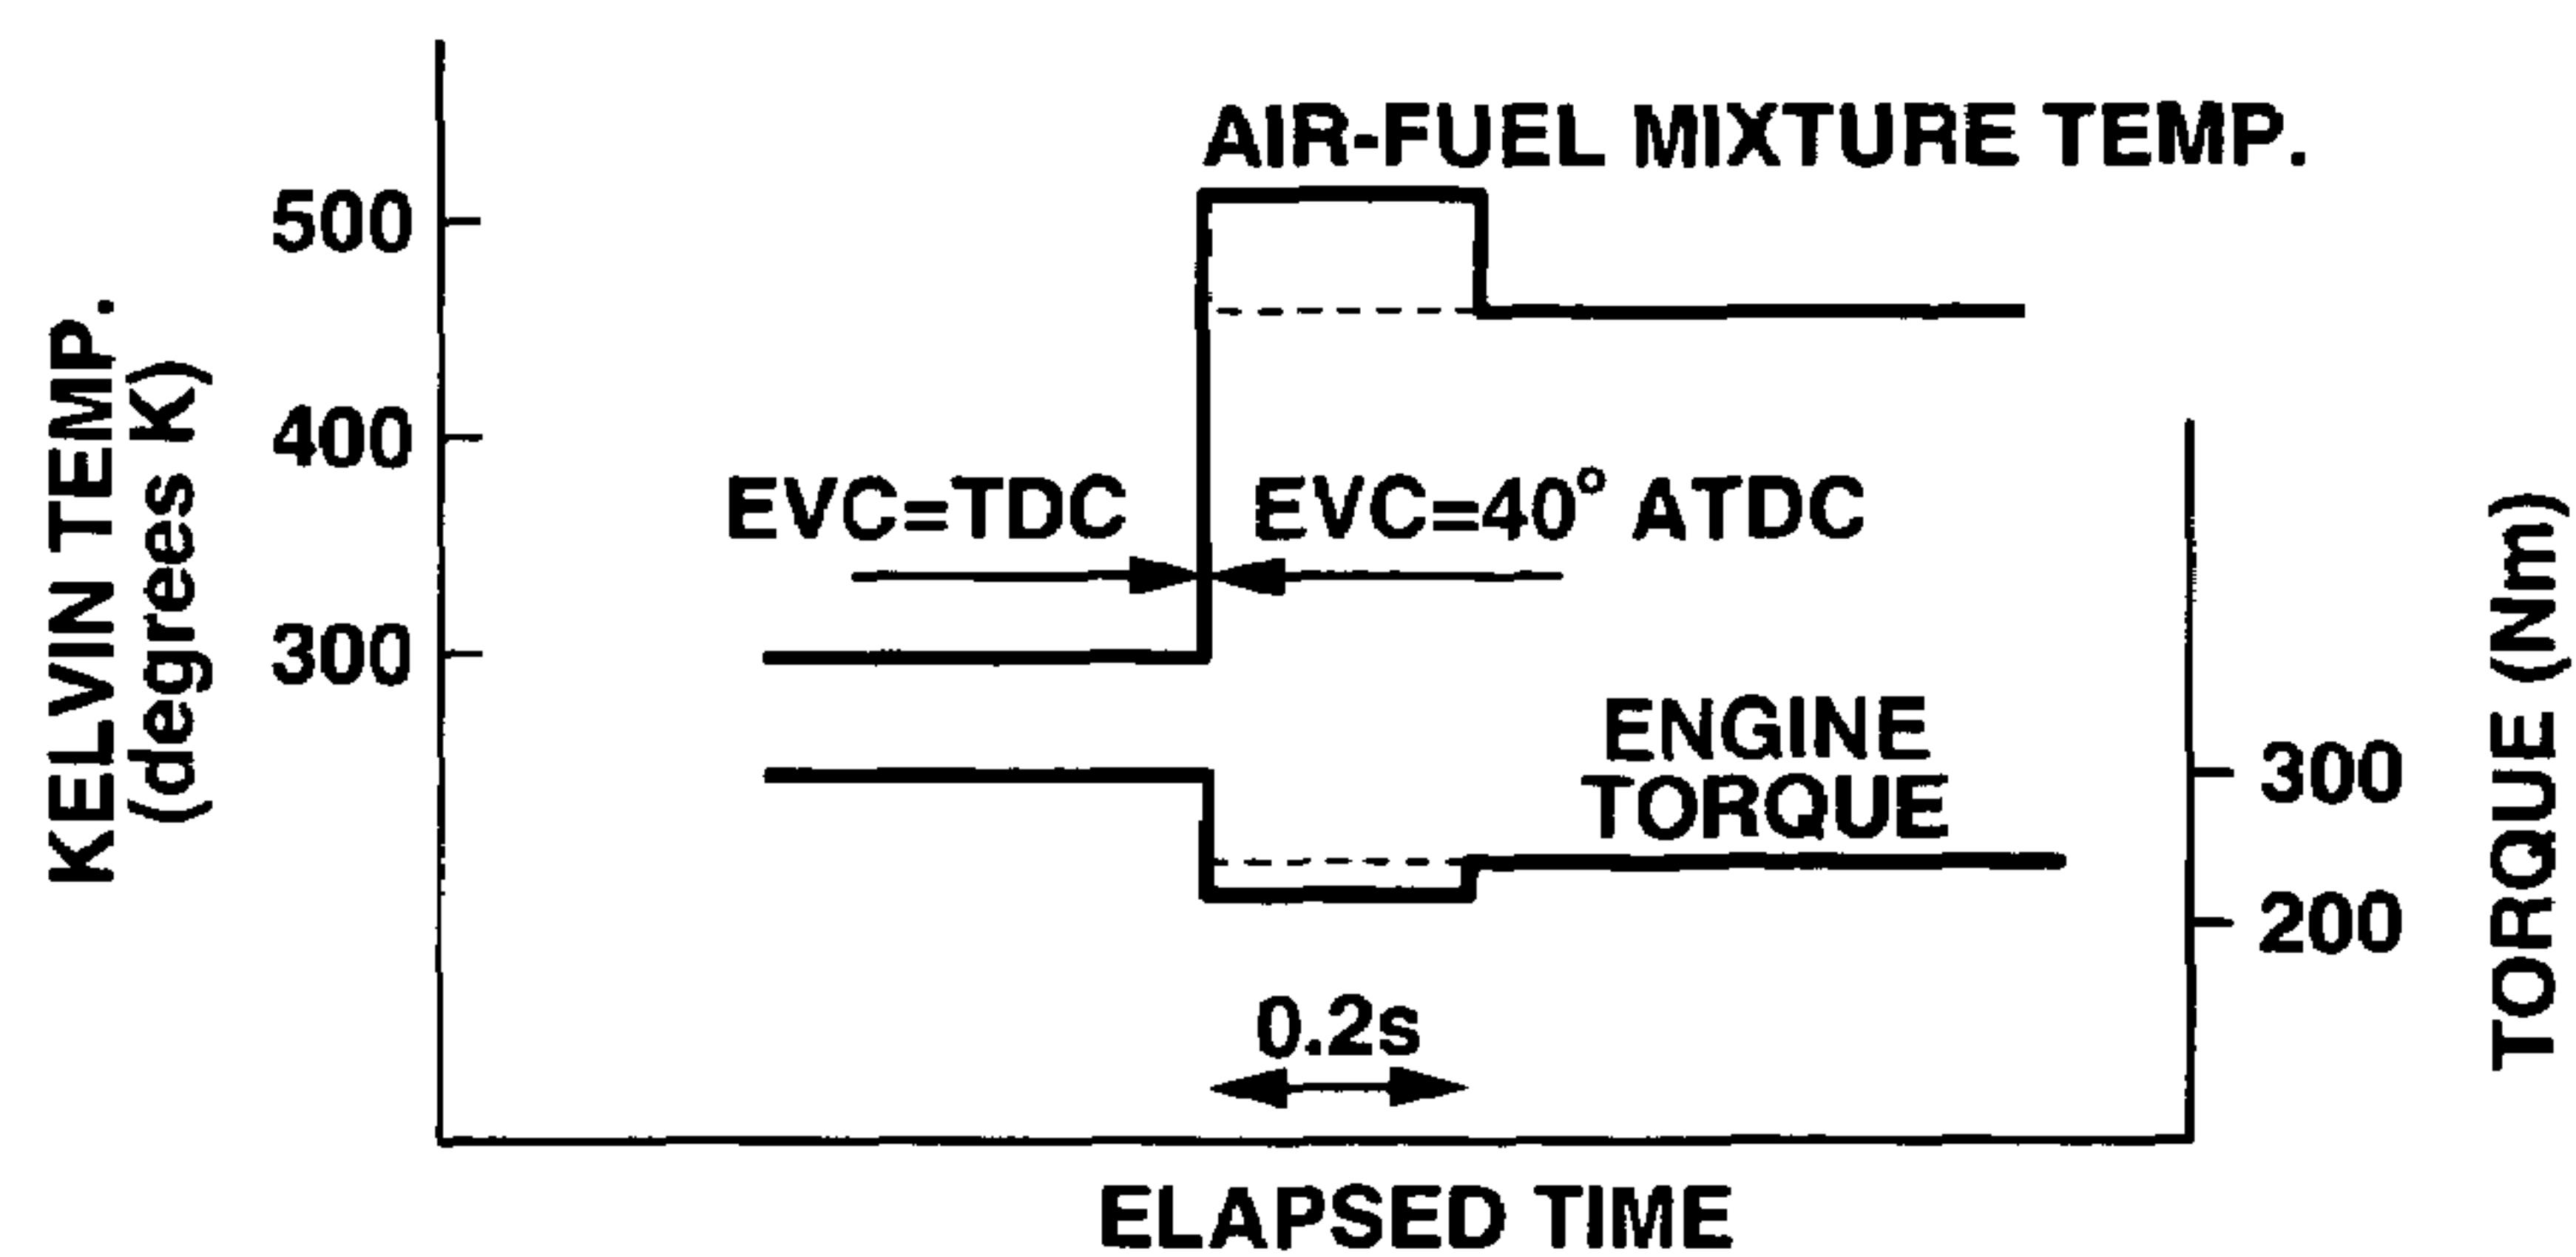 AIR-FUEL MIXTURE TEMP.
500
400
300
KELVIN TEMP.
(degrees K)
EVC=TDC
EVC=40° ATDC
ENGINE
TORQUE
300
200
TORQUE (Nm)
0.2s
ELAPSED TIME